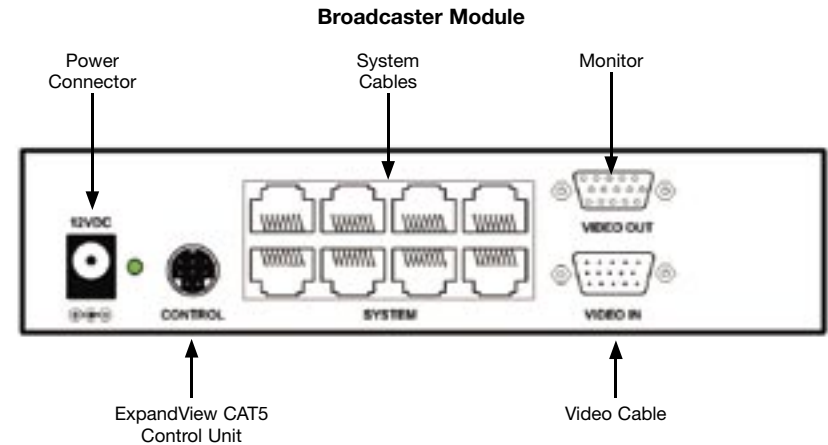 Broadcaster Module
Power
Connector
System
Cables
Monitor
12VDC
VIDEO OUT
CONTROL
SYSTEM
VIDEO IN
ExpandView CAT5
Control Unit
Video Cable